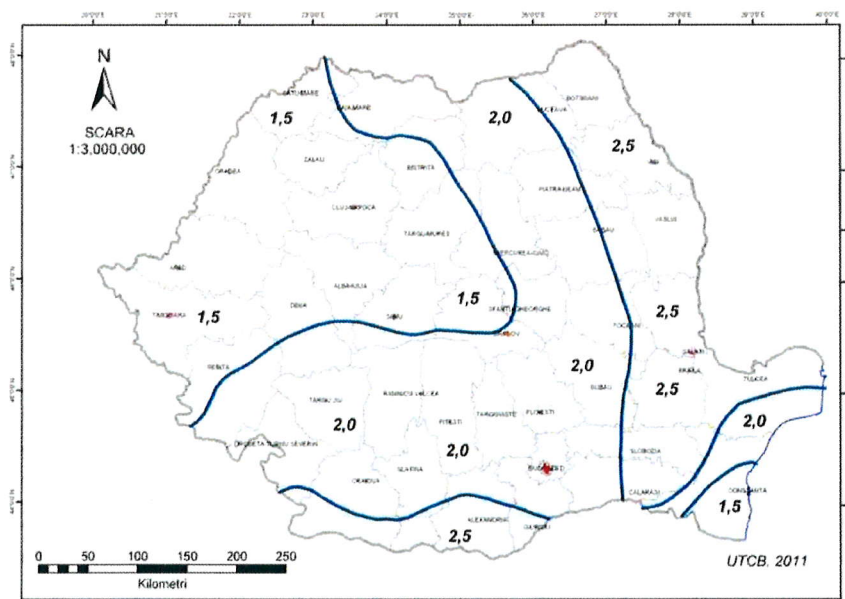 N
SCARA
1:3,000,000
SATU-MARE
BAIA MARE
1,5
2,0
SUCEAVA
BOTOSANI
2,5
IASI
ORADEA
ZALAU
BISTRITA
CLUJ-NAPOCA
PIATRA-NEAMT
TARGU-MURES
BACAU
VASLUI
MIERCUREA-CIUC
ARAD
ALBA-IULIA
TIMISOARA
1,5
DEVA
SIBIU
1,5
SFANTU GHEORGHE
BRASOV
2,5
FOCSANI
GALATI
RESITA
2,0
BUZAU
2,5
BRAILA
TULCEA
TARGU JIU
RAMNICU VALCEA
2,0
PITESTI
TARGOVISTE
PLOIESTI
2,0
2,0
DROBETA TURNU SEVERIN
SLOBOZIA
CRAIOVA
SLATINA
CALARASI
CONSTANTA
1,5
ALEXANDRIA
GIURGIU
2,5
0 50 100 150 200 250
Kilometri
UTCB, 2011